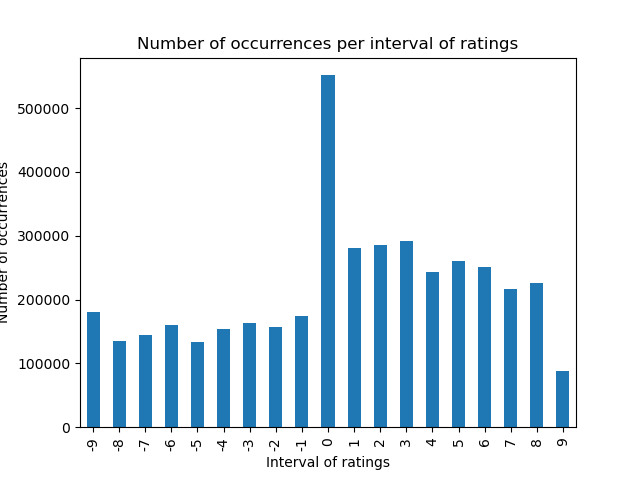 Number of occurrences per interval of ratings
Number of occurrences
500000
400000
300000
200000
100000
0
-9 -8 -7 -6 -5 -4 -3 -2 -1 0 1 2 3 4 5 6 7 8 9
Interval of ratings